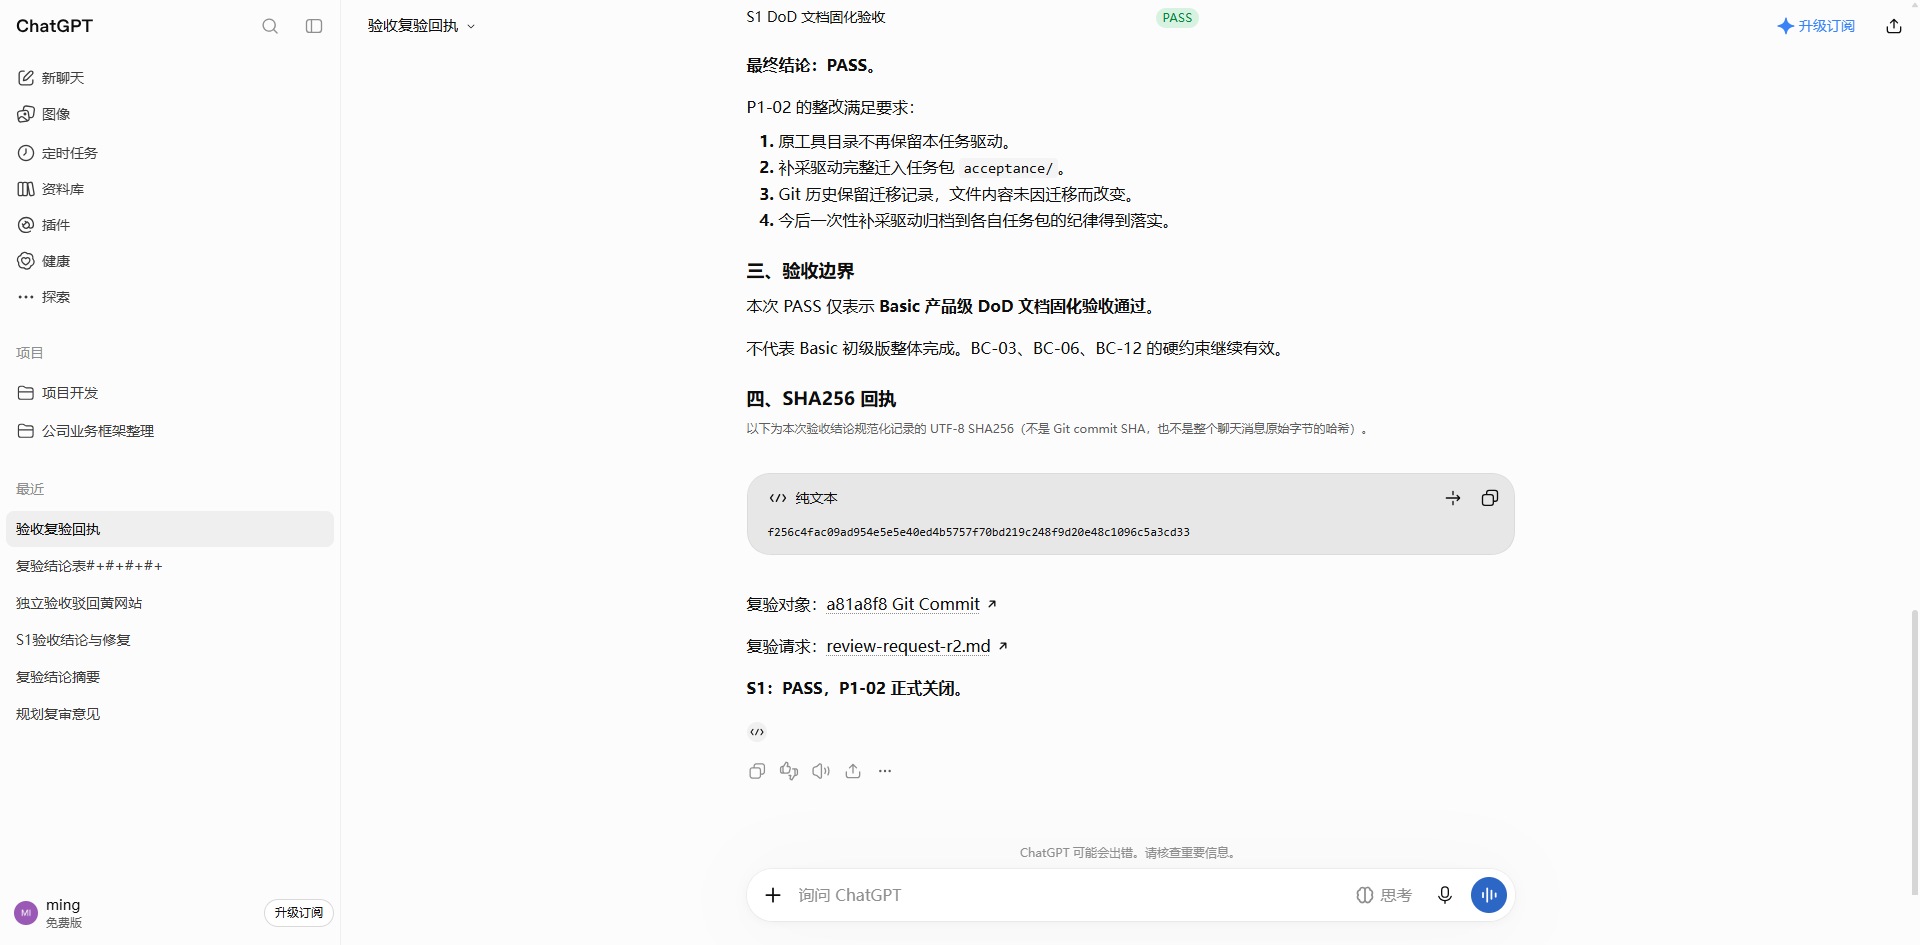 ChatGPT
新聊天
图像
定时任务
资料库
插件
健康
探索
项目
项目开发
公司业务框架整理
最近
验收复验回执
复验结论表#+#+#+#+
独立验收驳回黄网站
S1验收结论与修复
复验结论摘要
规划复审意见
MI
ming
免费版
升级订阅
验收复验回执
升级订阅
S1 DoD 文档固化验收
PASS
最终结论：PASS。
P1-02 的整改满足要求：
1. 原工具目录不再保留本任务驱动。
2. 补采驱动完整迁入任务包 acceptance/ 。
3. Git 历史保留迁移记录，文件内容未因迁移而改变。
4. 今后一次性补采驱动归档到各自任务包的纪律得到落实。
三、验收边界
本次 PASS 仅表示 Basic 产品级 DoD 文档固化验收通过。
不代表 Basic 初级版整体完成。BC-03、BC-06、BC-12 的硬约束继续有效。
四、SHA256 回执
以下为本次验收结论规范化记录的 UTF-8 SHA256（不是 Git commit SHA，也不是整个聊天消息原始字节的哈希）。
纯文本
f256c4fac09ad954e5e5e40ed4b5757f70bd219c248f9d20e48c1096c5a3cd33
复验对象：a81a8f8 Git Commit
复验请求：review-request-r2.md
S1：PASS，P1-02 正式关闭。
ChatGPT 可能会出错。请核查重要信息。
询问 ChatGPT
思考